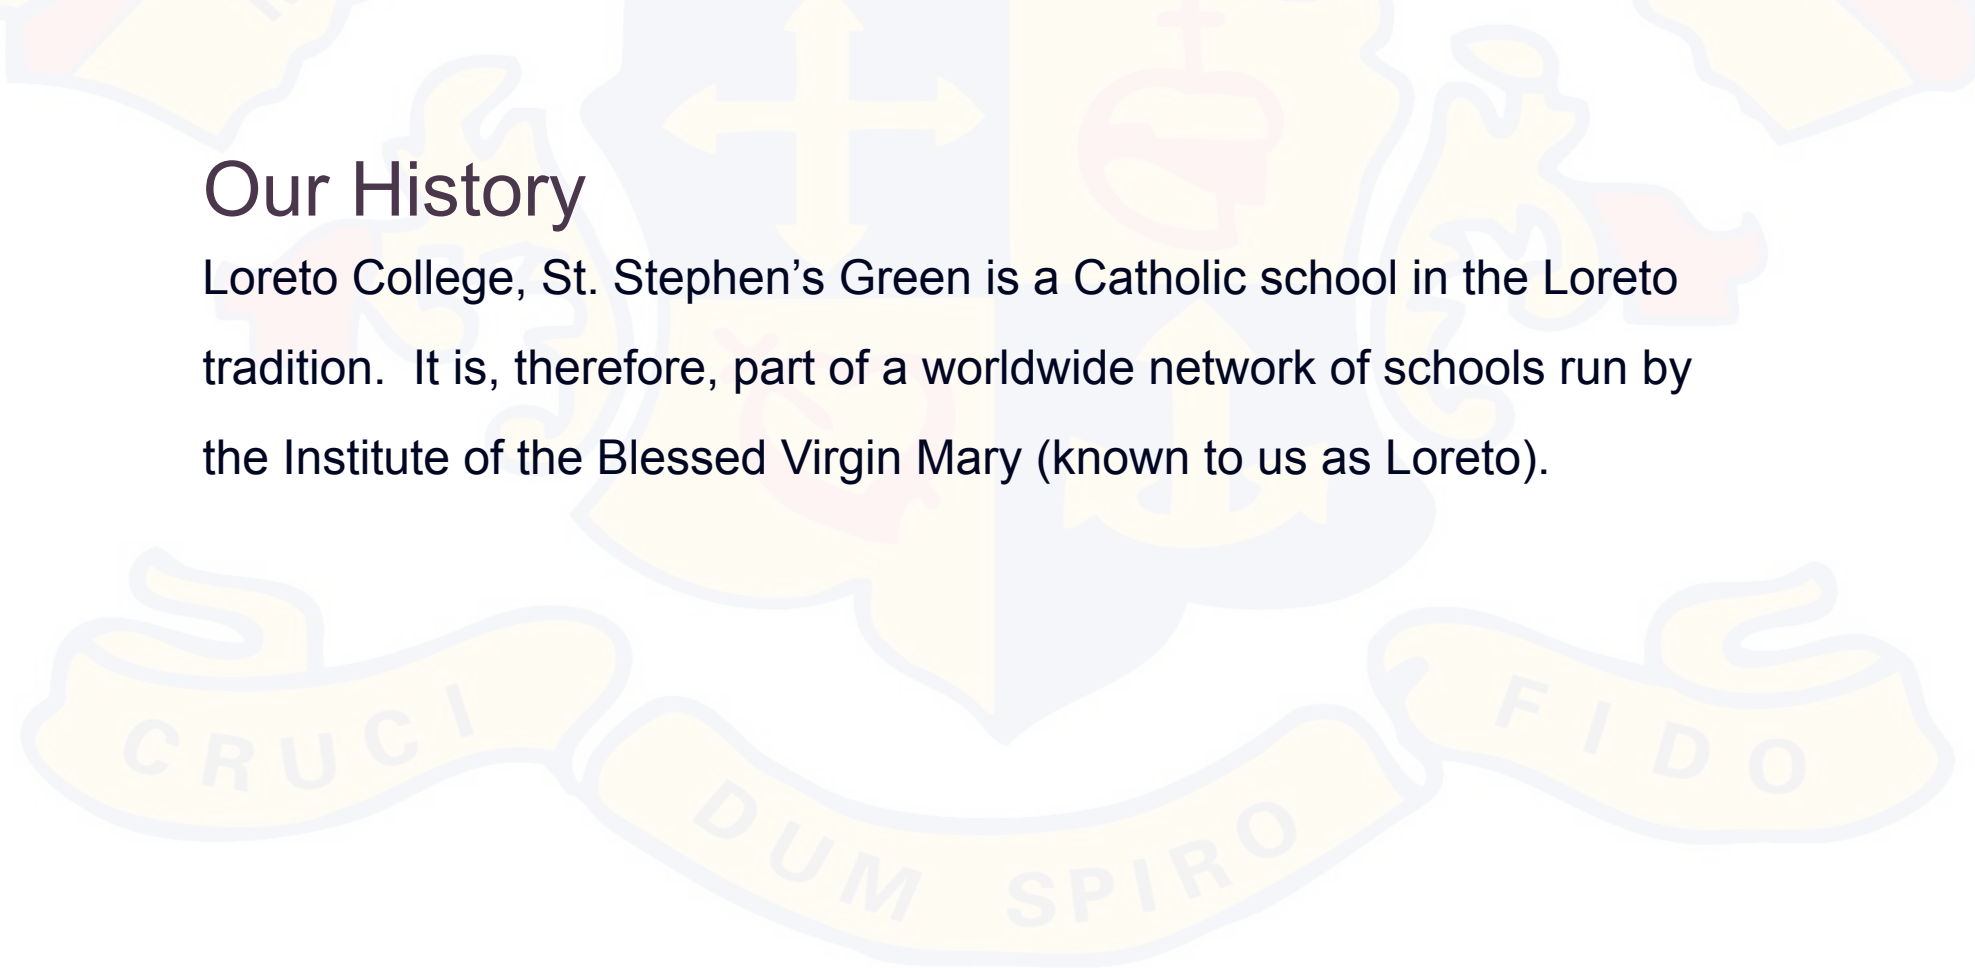 Our History
Loreto College, St. Stephen’s Green is a Catholic school in the Loreto
tradition.  It is, therefore, part of a worldwide network of schools run by
the Institute of the Blessed Virgin Mary (known to us as Loreto).
CRUCI
DUM SPIRO
FIDO